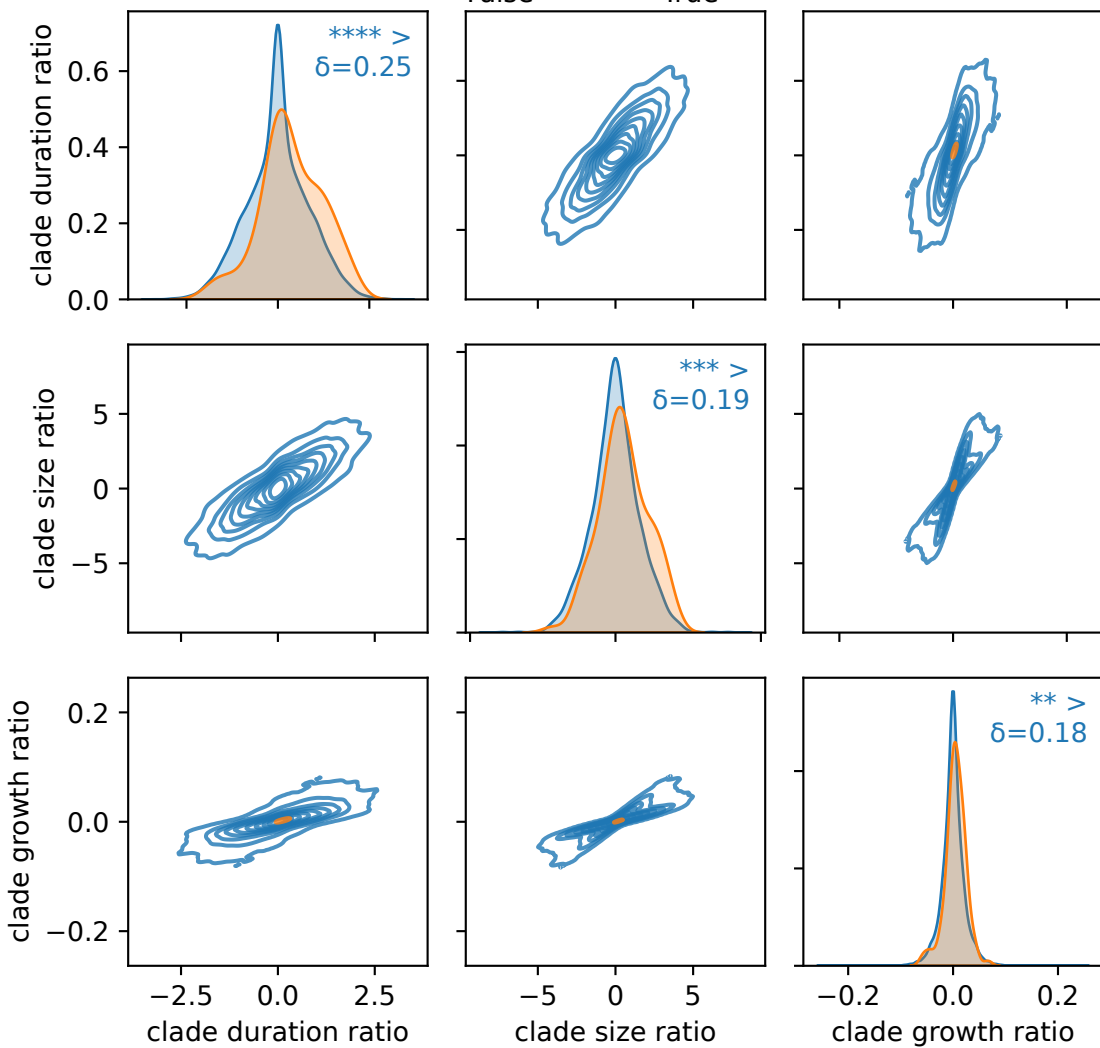 clade duration ratio
0.6
0.4
0.2
0.0
**** >
δ=0.25
clade size ratio
5
0
−5
*** >
δ=0.19
clade growth ratio
0.2
0.0
−0.2
** >
δ=0.18
−2.5 0.0 2.5
−5 0 5
−0.2 0.0 0.2
clade duration ratio
clade size ratio
clade growth ratio